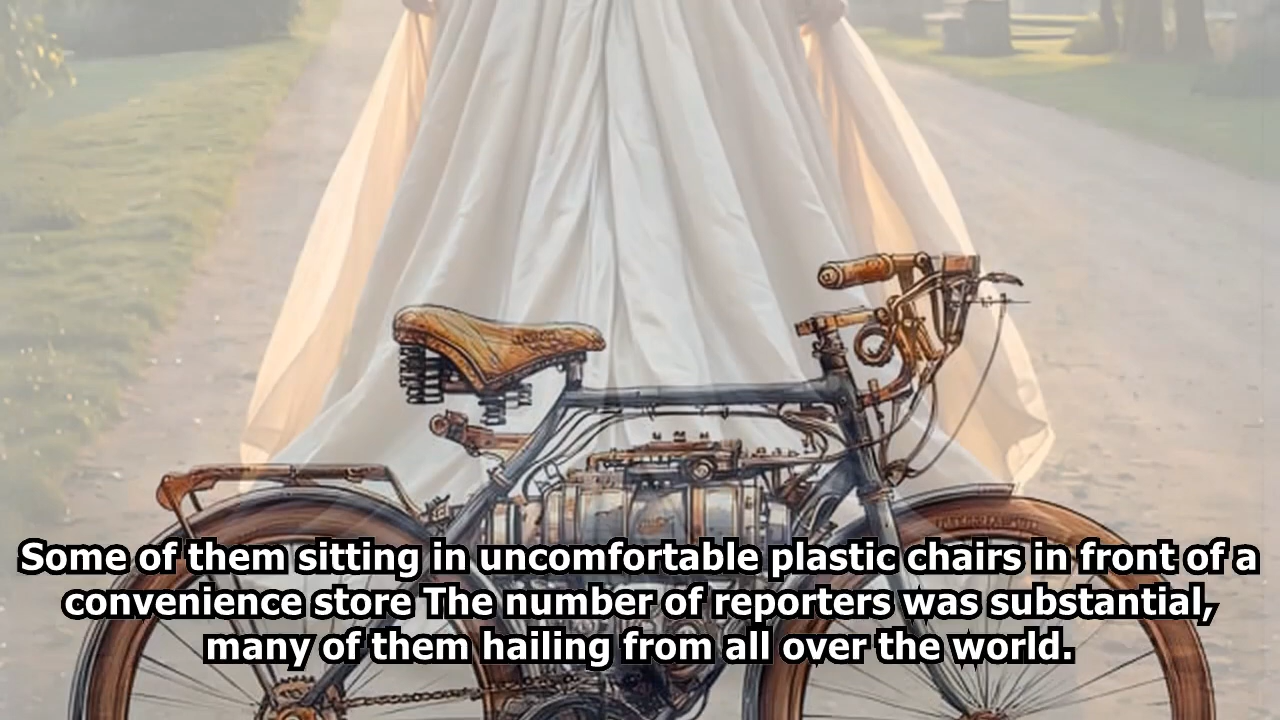 Some of them sitting in uncomfortable plastic chairs in front of a
convenience store The number of reporters was substantial,
many of them hailing from all over the world.